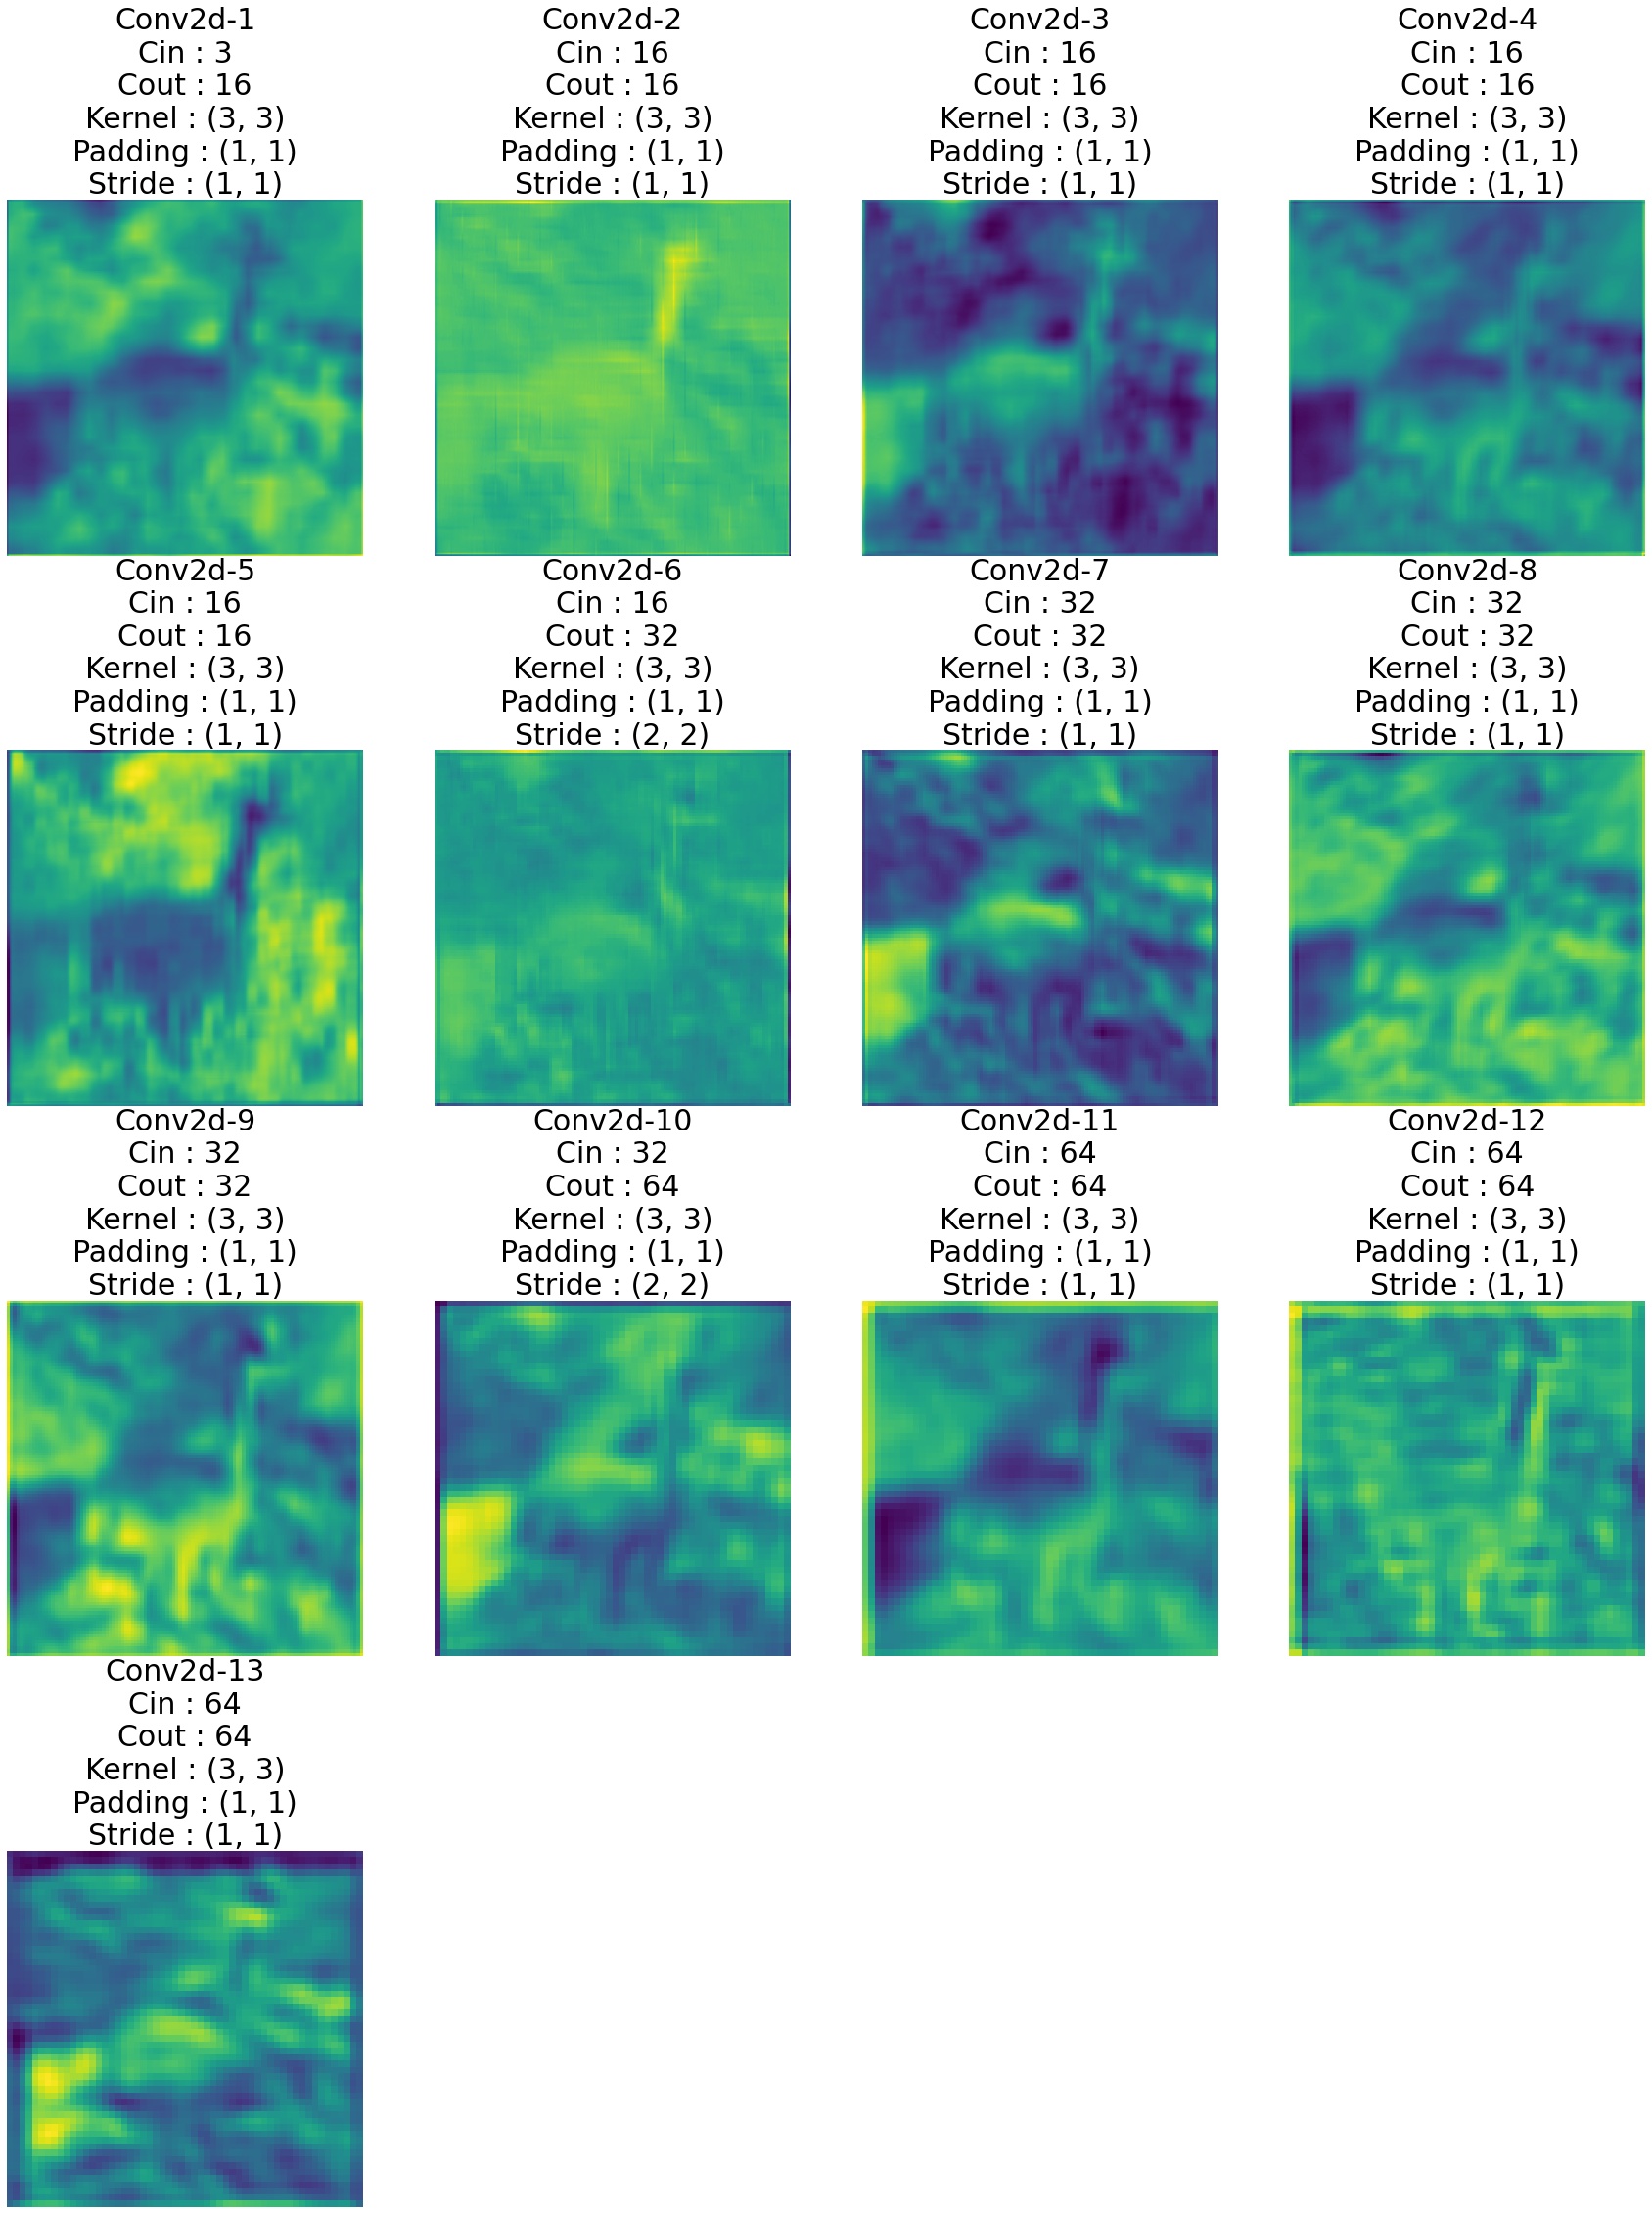 Conv2d-1
Cin : 3
Cout : 16
Kernel : (3, 3)
Padding : (1, 1)
Stride : (1, 1)
Conv2d-2
Cin : 16
Cout : 16
Kernel : (3, 3)
Padding : (1, 1)
Stride : (1, 1)
Conv2d-3
Cin : 16
Cout : 16
Kernel : (3, 3)
Padding : (1, 1)
Stride : (1, 1)
Conv2d-4
Cin : 16
Cout : 16
Kernel : (3, 3)
Padding : (1, 1)
Stride : (1, 1)
Conv2d-5
Cin : 16
Cout : 16
Kernel : (3, 3)
Padding : (1, 1)
Stride : (1, 1)
Conv2d-6
Cin : 16
Cout : 32
Kernel : (3, 3)
Padding : (1, 1)
Stride : (2, 2)
Conv2d-7
Cin : 32
Cout : 32
Kernel : (3, 3)
Padding : (1, 1)
Stride : (1, 1)
Conv2d-8
Cin : 32
Cout : 32
Kernel : (3, 3)
Padding : (1, 1)
Stride : (1, 1)
Conv2d-9
Cin : 32
Cout : 32
Kernel : (3, 3)
Padding : (1, 1)
Stride : (1, 1)
Conv2d-10
Cin : 32
Cout : 64
Kernel : (3, 3)
Padding : (1, 1)
Stride : (2, 2)
Conv2d-11
Cin : 64
Cout : 64
Kernel : (3, 3)
Padding : (1, 1)
Stride : (1, 1)
Conv2d-12
Cin : 64
Cout : 64
Kernel : (3, 3)
Padding : (1, 1)
Stride : (1, 1)
Conv2d-13
Cin : 64
Cout : 64
Kernel : (3, 3)
Padding : (1, 1)
Stride : (1, 1)